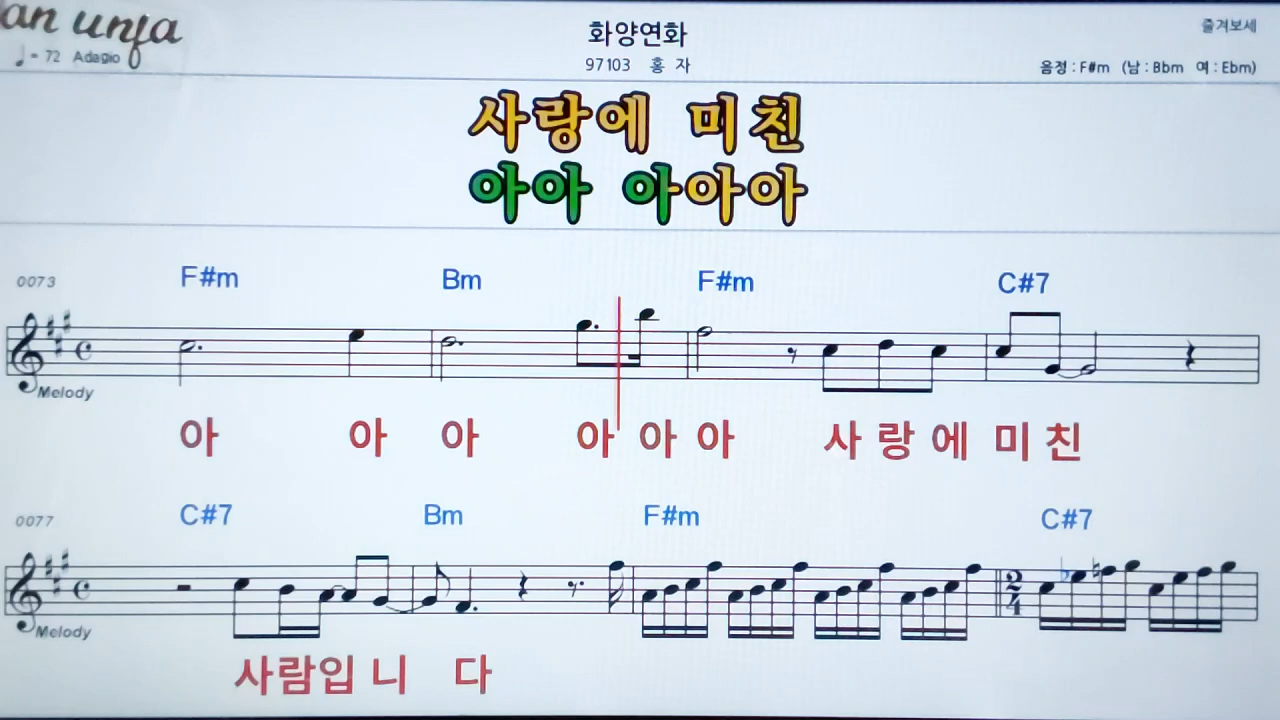 an unfa
화양연화
즐겨보세
♩= 72 Adagio
97103 홍 자
음정 : F#m (남 : Bbm 여 : Ebm)
사랑에 미친
아아 아아아
0073 F#m Bm F#m C#7
Melody
아 아 아 아 아 아 사 랑 에 미 친
0077 C#7 Bm F#m C#7
2
4
Melody
사람입 니 다